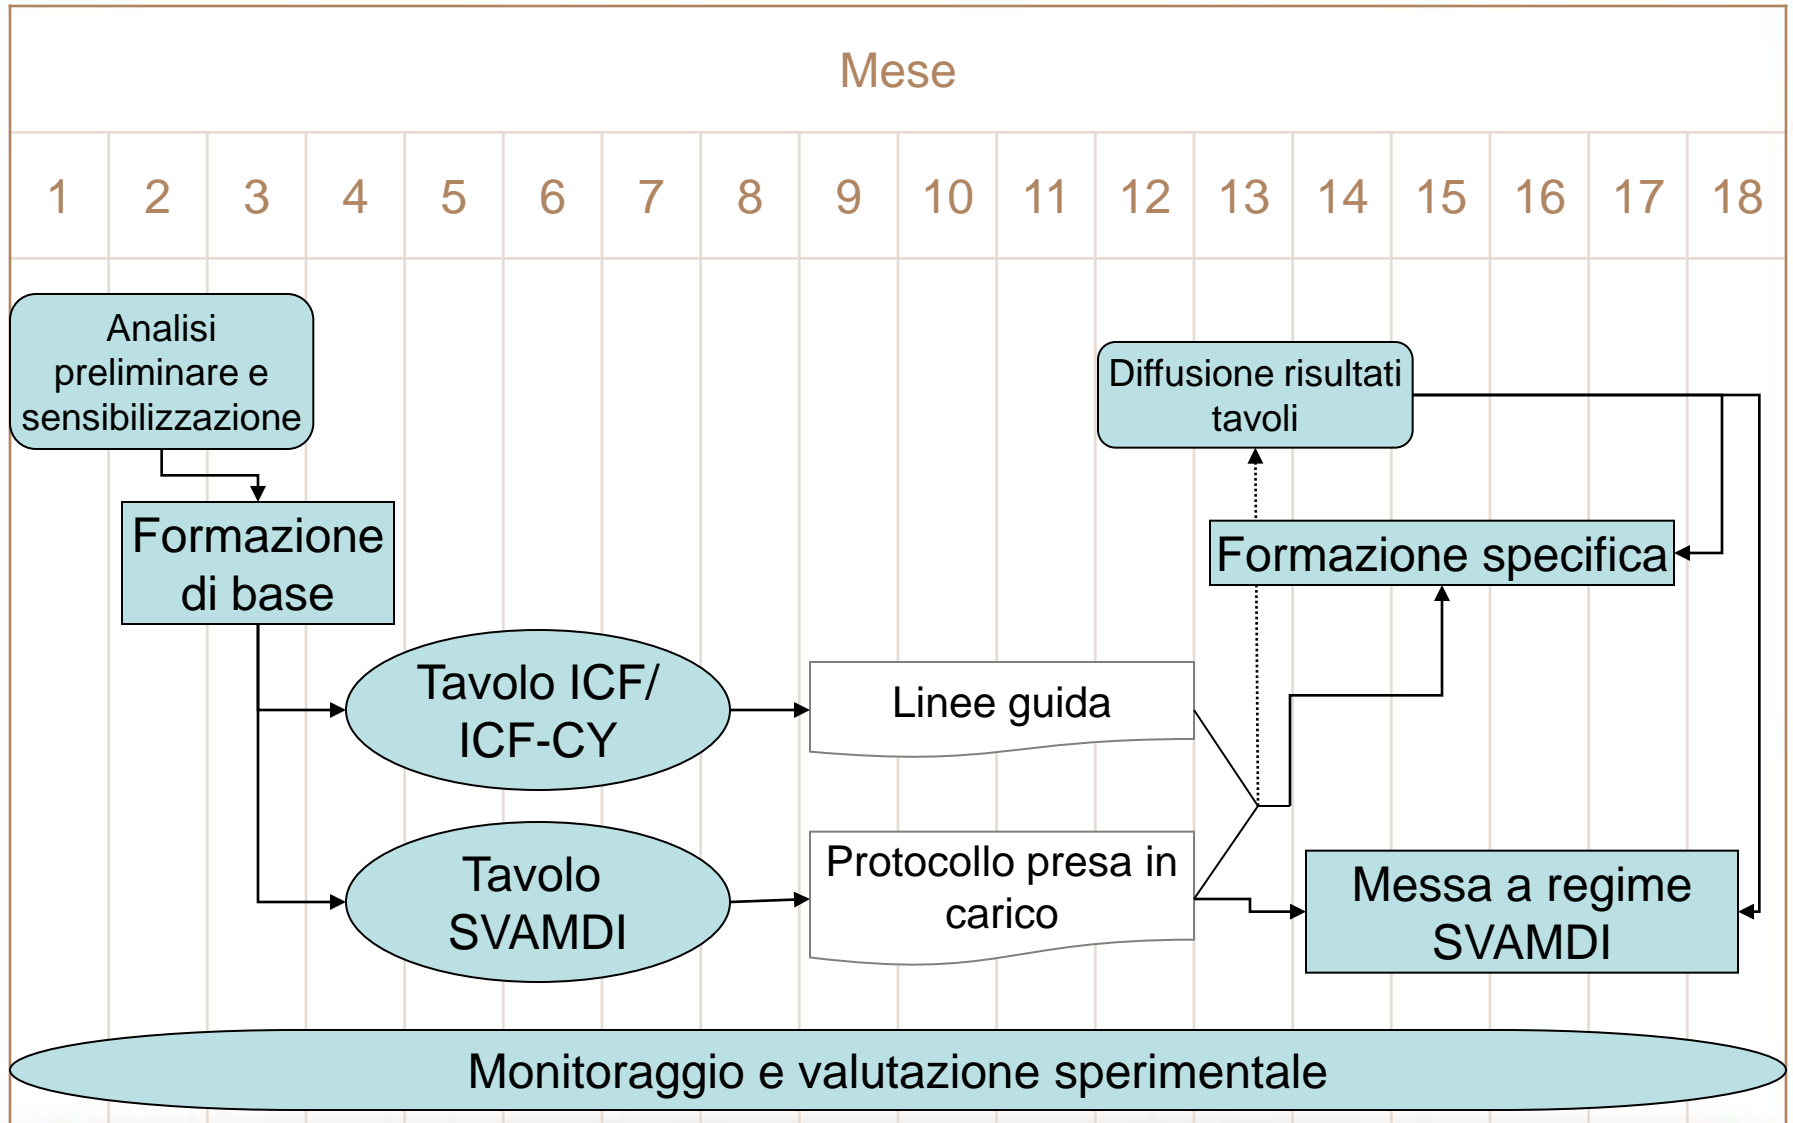 Mese
1 2 3 4 5 6 7 8 9 10 11 12 13 14 15 16 17 18
Analisi
preliminare e
sensibilizzazione
Diffusione risultati
tavoli
Formazione
di base
Formazione specifica
Tavolo ICF/
ICF-CY
Linee guida
Tavolo
SVAMDI
Protocollo presa in
carico
Messa a regime
SVAMDI
Monitoraggio e valutazione sperimentale